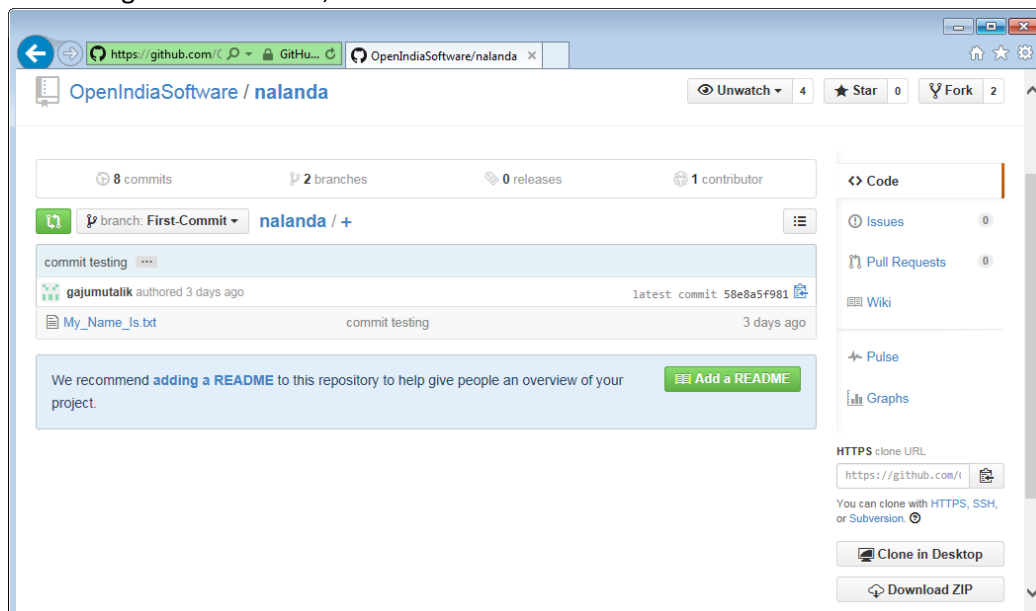 https://github.com/( GitHu... OpenIndiaSoftware/nalanda
OpenIndiaSoftware / nalanda Unwatch 4 Star 0 Fork 2
8 commits 2 branches 0 releases 1 contributor
branch: First-Commit nalanda / +
commit testing ...
gajumutalik authored 3 days ago latest commit 58e8a5f981
My_Name_Is.txt commit testing 3 days ago
We recommend adding a README to this repository to help give people an overview of your
project.
Add a README
<> Code
Issues 0
Pull Requests 0
Wiki
Pulse
Graphs
HTTPS clone URL
https://github.com/(
You can clone with HTTPS, SSH,
or Subversion.
Clone in Desktop
Download ZIP